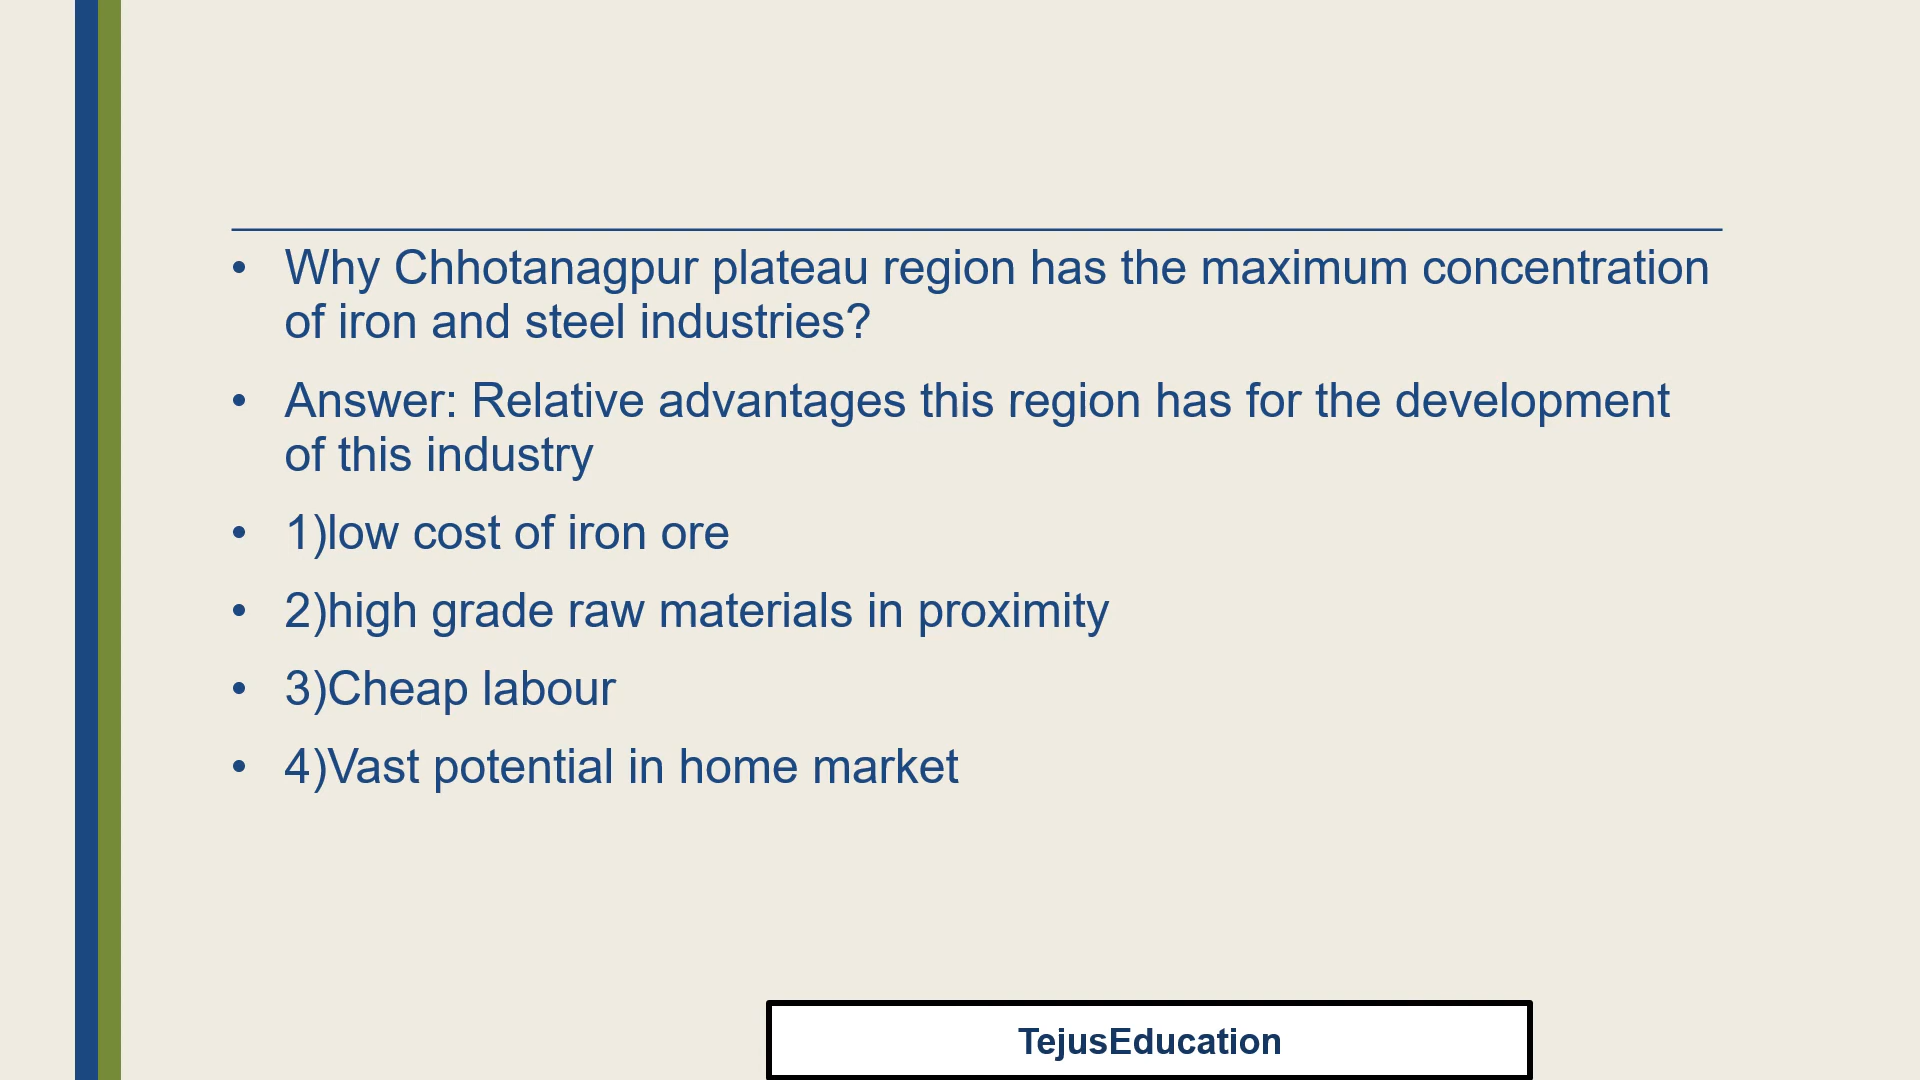 • Why Chhotanagpur plateau region has the maximum concentration
of iron and steel industries?
• Answer: Relative advantages this region has for the development
of this industry
• 1)low cost of iron ore
• 2)high grade raw materials in proximity
• 3)Cheap labour
• 4)Vast potential in home market
TejusEducation